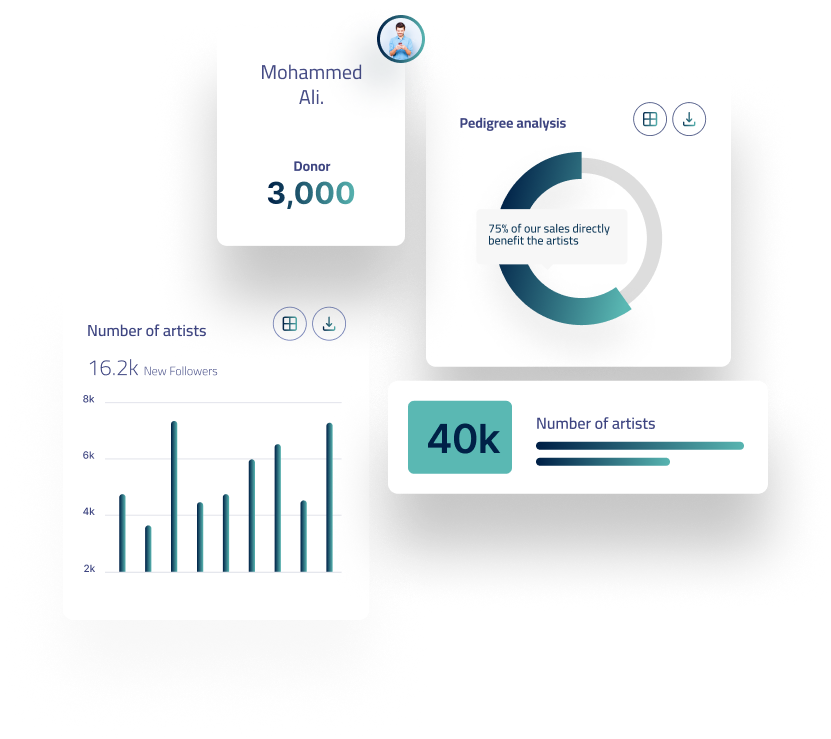 Mohammed
Ali.
Donor
3,000
Pedigree analysis
75% of our sales directly
benefit the artists
Number of artists
16.2k New Followers
8k
6k
4k
2k
40k
Number of artists